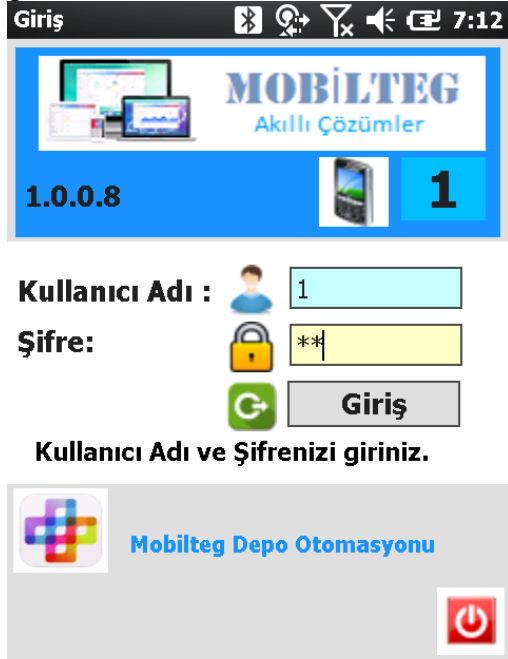 Giriş 7:12
MOBİLTEG
Akıllı Çözümler
1.0.0.8 1
Kullanıcı Adı : 1
Şifre: **
Giriş
Kullanıcı Adı ve Şifrenizi giriniz.
Mobilteg Depo Otomasyonu